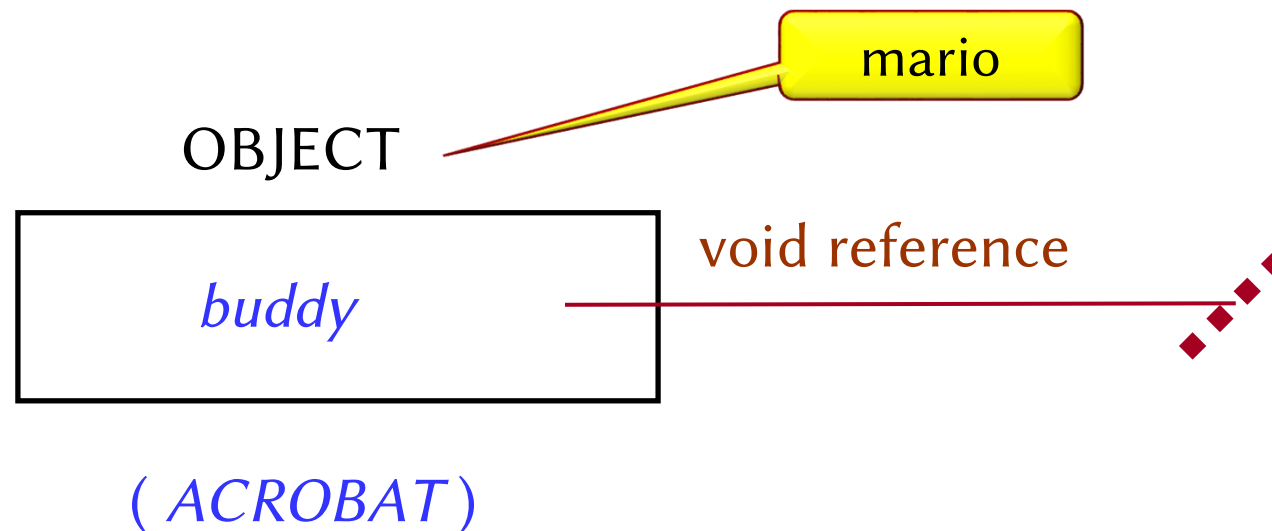 mario
OBJECT
void reference
buddy
( ACROBAT )